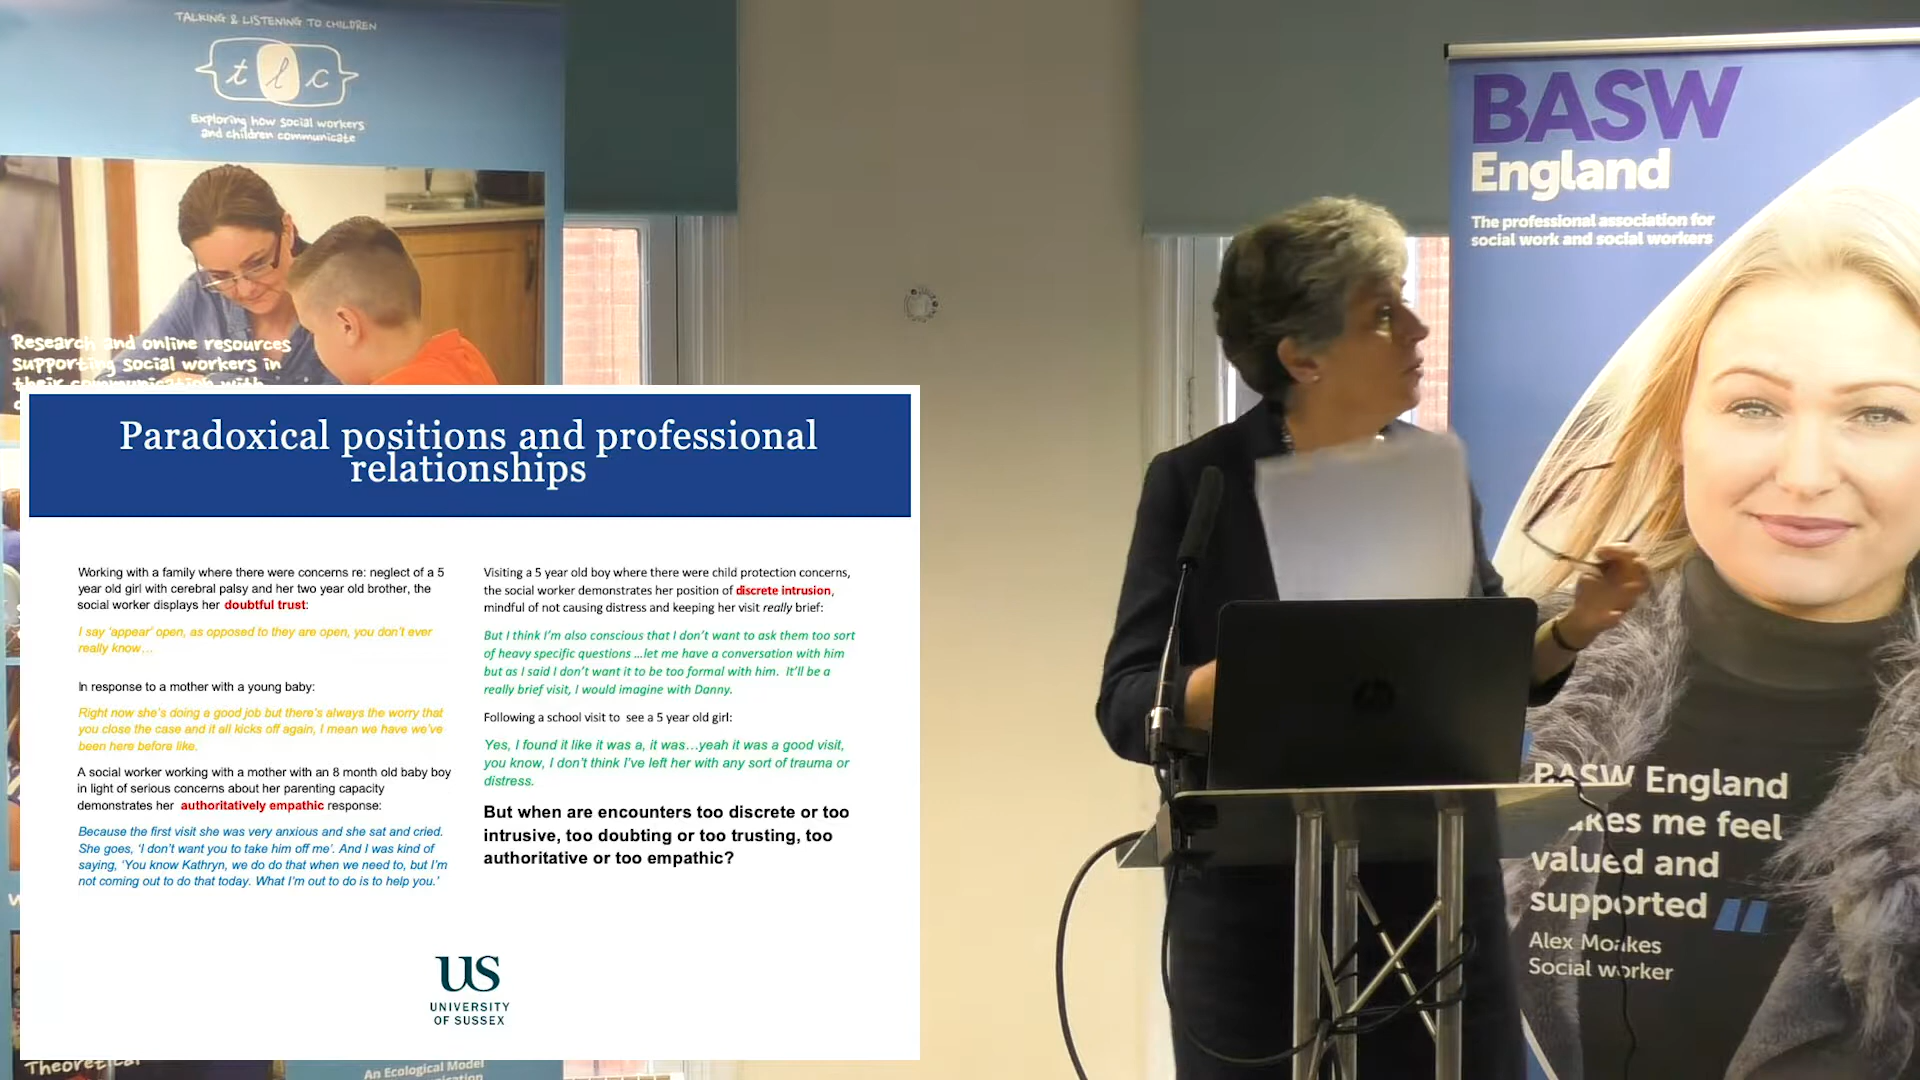 TALKING & LISTENING TO CHILDREN
t l c
Exploring how social workers
and children communicate
Research and online resources
supporting social workers in
their communication with
Paradoxical positions and professional
relationships
Working with a family where there were concerns re: neglect of a 5
year old girl with cerebral palsy and her two year old brother, the
social worker displays her doubtful trust:
I say ‘appear’ open, as opposed to they are open, you don’t ever
really know…
In response to a mother with a young baby:
Right now she’s doing a good job but there’s always the worry that
you close the case and it all kicks off again, I mean we have we’ve
been here before like.
A social worker working with a mother with an 8 month old baby boy
in light of serious concerns about her parenting capacity
demonstrates her authoritatively empathic response:
Because the first visit she was very anxious and she sat and cried.
She goes, ‘I don’t want you to take him off me’. And I was kind of
saying, ‘You know Kathryn, we do do that when we need to, but I’m
not coming out to do that today. What I’m out to do is to help you.’
Visiting a 5 year old boy where there were child protection concerns,
the social worker demonstrates her position of discrete intrusion,
mindful of not causing distress and keeping her visit really brief:
But I think I’m also conscious that I don’t want to ask them too sort
of heavy specific questions …let me have a conversation with him
but as I said I don’t want it to be too formal with him. It’ll be a
really brief visit, I would imagine with Danny.
Following a school visit to see a 5 year old girl:
Yes, I found it like it was a, it was…yeah it was a good visit,
you know, I don’t think I’ve left her with any sort of trauma or
distress.
But when are encounters too discrete or too
intrusive, too doubting or too trusting, too
authoritative or too empathic?
US
UNIVERSITY
OF SUSSEX
Theoretical
An Ecological Model
BASW
England
The professional association for
social work and social workers
hp
BASW England
makes me feel
valued and
supported
Alex Moakes
Social worker